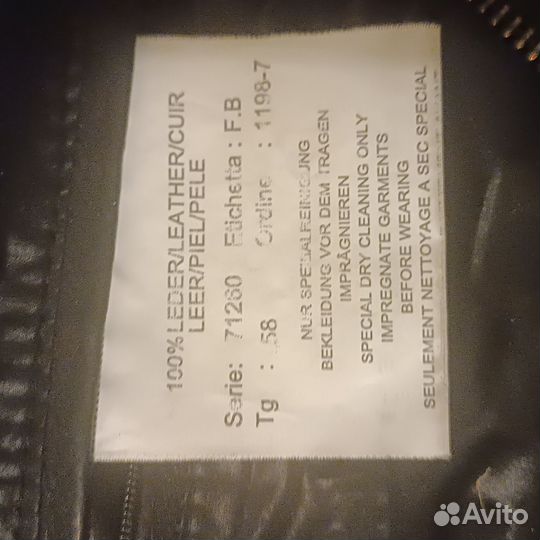 100% LEDER/LEATHER/CUIR
LEER/PIEL/PELE
Serie: 71260 Etichetta : F.B
Tg : 58 Ordine : 1198-7
NUR SPEZIALREINIGUNG
BEKLEIDUNG VOR DEM TRAGEN
IMPRÄGNIEREN
SPECIAL DRY CLEANING ONLY
IMPREGNATE GARMENTS
BEFORE WEARING
SEULEMENT NETTOYAGE A SEC SPECIAL
Avito